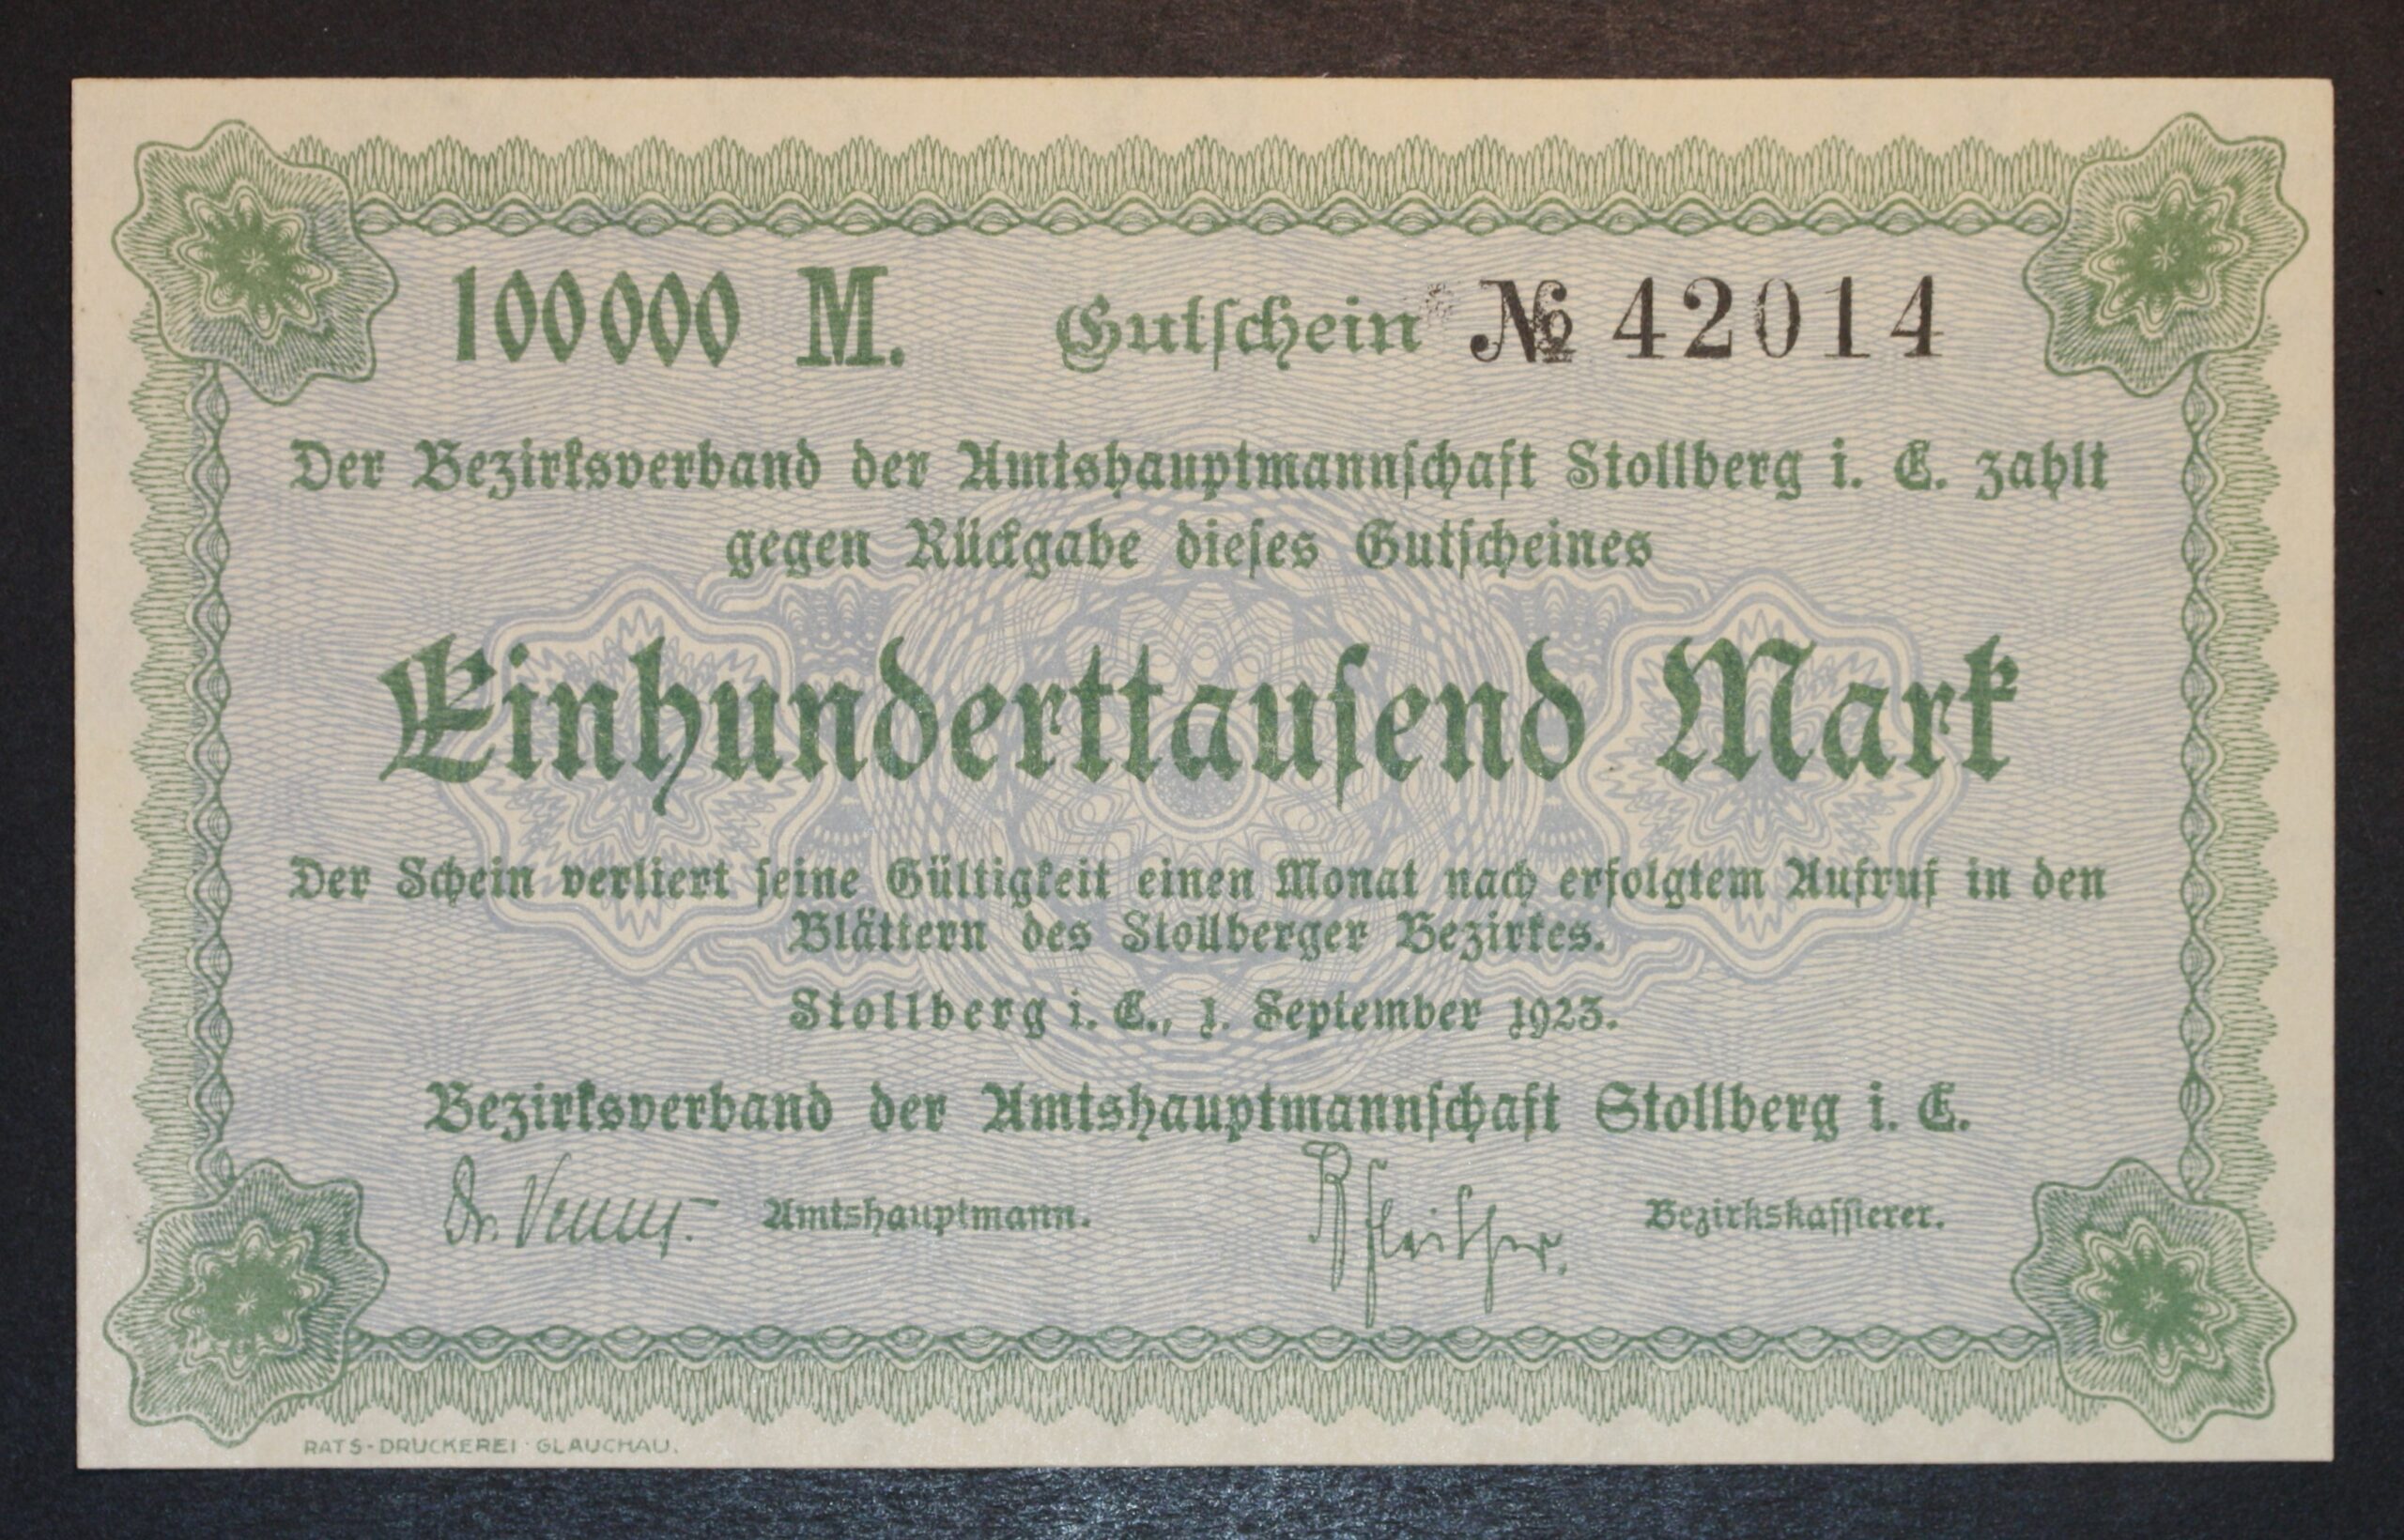 100000 M. Gutschein № 42014
Der Bezirksverband der Amtshauptmannschaft Stollberg i. E. zahlt
gegen Rückgabe dieses Gutscheines
Einhunderttausend Mark
Der Schein verliert seine Gültigkeit einen Monat nach erfolgtem Aufruf in den
Blättern des Stollberger Bezirkes.
Stollberg i. E., 1. September 1923.
Bezirksverband der Amtshauptmannschaft Stollberg i. E.
Dr. Amtshauptmann. Bezirkskassierer.
RATS-DRUCKEREI GLAUCHAU.